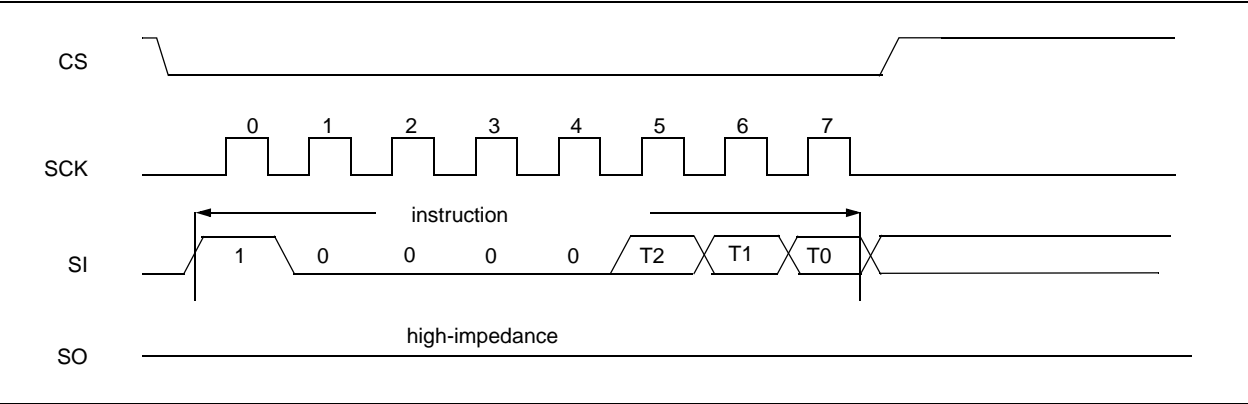 CS
0 1 2 3 4 5 6 7
SCK
instruction
SI 1 0 0 0 0 T2 T1 T0
high-impedance
SO